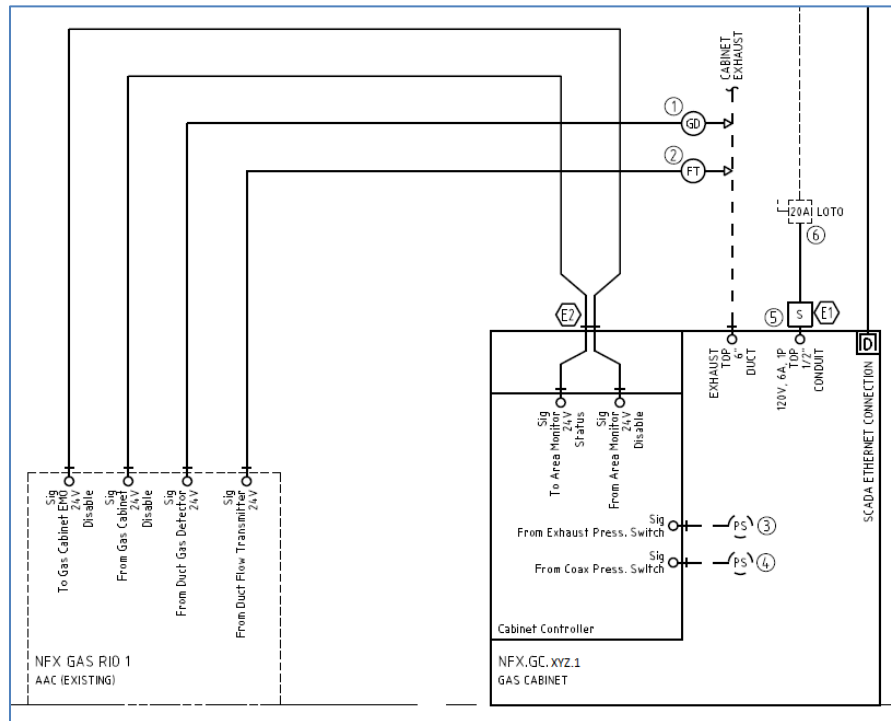 CABINET
EXHAUST
1
GD
2
FT
20A
LOTO
6
E2
5
S
E1
D
EXHAUST
TOP
6"
DUCT
120V, 6A, 1P
TOP
1/2"
CONDUIT
SCADA ETHERNET CONNECTION
Sig
To Area Monitor
24V
Status
Sig
From Area Monitor
24V
Disable
Sig
To Gas Cabinet EMO
24V
Disable
Sig
From Gas Cabinet
24V
Disable
Sig
From Duct Gas Detector
24V
Sig
From Duct Flow Transmitter
24V
Sig
From Exhaust Press. Switch
PS
3
Sig
From Coax Press. Switch
PS
4
Cabinet Controller
NFX GAS RID 1
AAC (EXISTING)
NFX.GC.XYZ.1
GAS CABINET